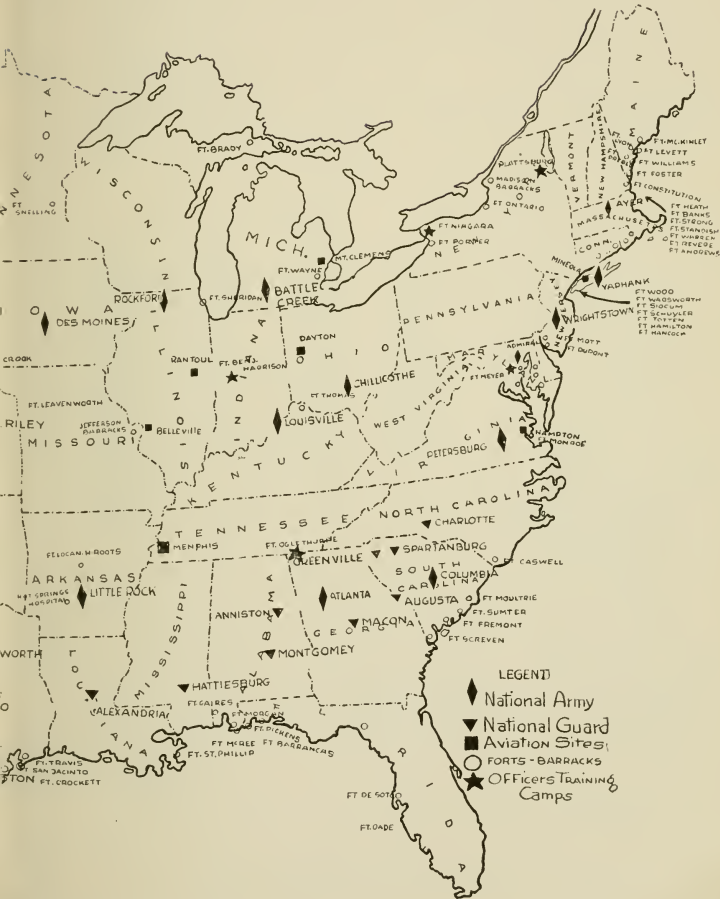 MAINE
NNESOTA
WISCONSIN
MICH.
VERMONT
NEW HAMPSHIRE
MASSACHUSETTS
CONN.
FT. BRADY
PLATTSBURG
MADISON
BARRACKS
FT ONTARIO
FT NIAGARA
FT PORTER
FT. MC.KINLEY
FT LEVETT
FT WILLIAMS
FT FOSTER
FT CONSTITUTION
AYER
FT HEATH
FT BANKS
FT. STRONG
FT. STANDISH
FT WARREN
FT REVERE
FT ANDREWS
FT
SNELLING
MT. CLEMENS
FT. WAYNE
BATTLE
CREEK
ROCKFORD
FT. SHERIDAN
MINEOLA
YAPHANK
FT WOOD
FT WADSWORTH
FT SLOCUM
FT SCHUYLER
FT TOTTEN
FT HAMILTON
FT HANCOCK
WRIGHTSTOWN
FT MOTT
FT DUPONT
PENNSYLVANIA
OWA
DES MOINES
CROOK
RANTOUL
FT. BENJ.
HARRISON
DAYTON
OHIO
CHILLICOTHE
FT THOMAS
ADMIRAL
FT MEYER
FT. LEAVENWORTH
RILEY
JEFFERSON
BARRACKS
BELLEVILLE
MISSOURI
LOUISVILLE
KENTUCKY
WEST VIRGINIA
PETERSBURG
HAMPTON
FT MONROE
TENNESSEE
NORTH CAROLINA
MEMPHIS
CHARLOTTE
FT. OGLETHORPE
GREENVILLE
SPARTANBURG
FT CASWELL
SOUTH
CAROLINA
COLUMBIA
FT. LOGAN. H. ROOTS
ARKANSAS
HOT SPRINGS
HOSPITAL
LITTLE ROCK
ANNISTON
ATLANTA
AUGUSTA
FT MOULTRIE
FT. SUMTER
FT FREMONT
FT SCREVEN
MACON
GEORGIA
MISSISSIPPI
MONTGOMEY
WORTH
HATTIESBURG
ALEXANDRIA
FT. GAINES
FT MORGAN
FT. DICKENS
FT MCREE
FT BARRANCAS
FT. ST. PHILLIP
FT. TRAVIS
SAN JACINTO
STON
FT. CROCKETT
FT DE SOTO
FT. DADE
FLORIDA
LEGEND
National Army
National Guard
Aviation Sites
FORTS - BARRACKS
Officers Training
Camps